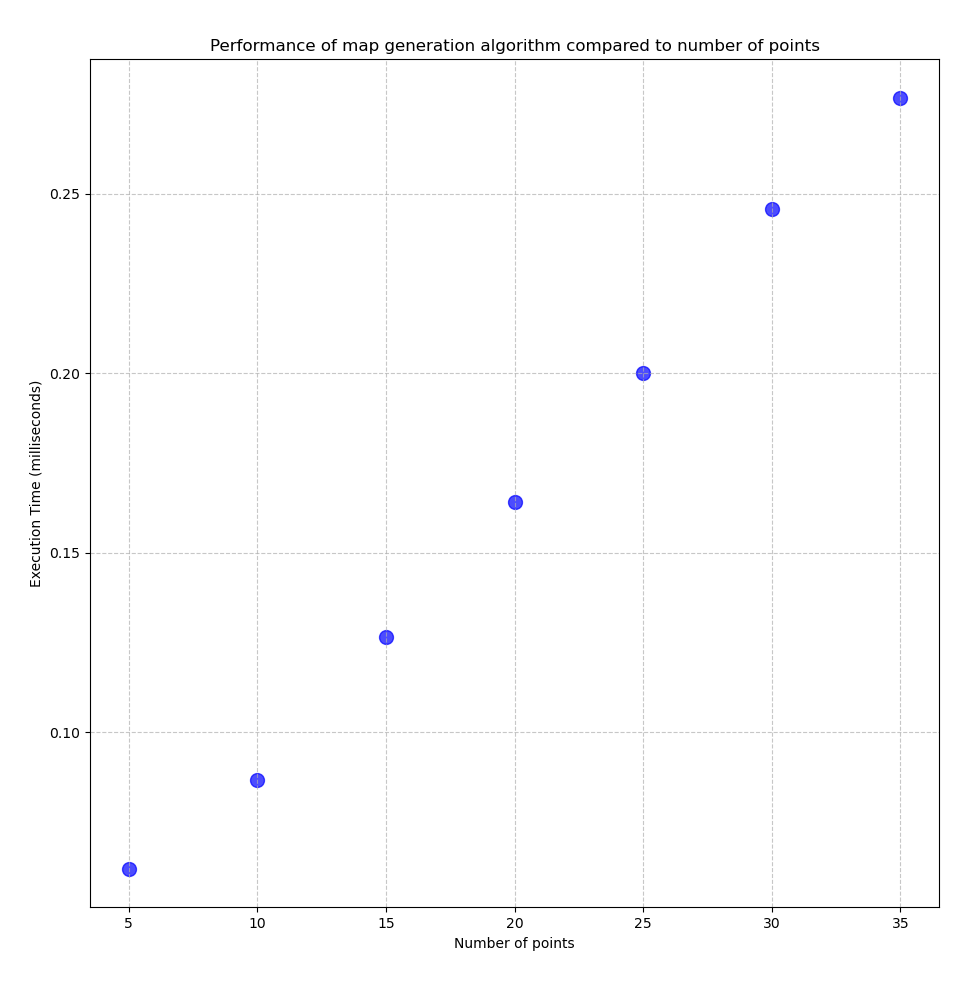 Performance of map generation algorithm compared to number of points
0.25
0.20
0.15
0.10
Execution Time (milliseconds)
5 10 15 20 25 30 35
Number of points